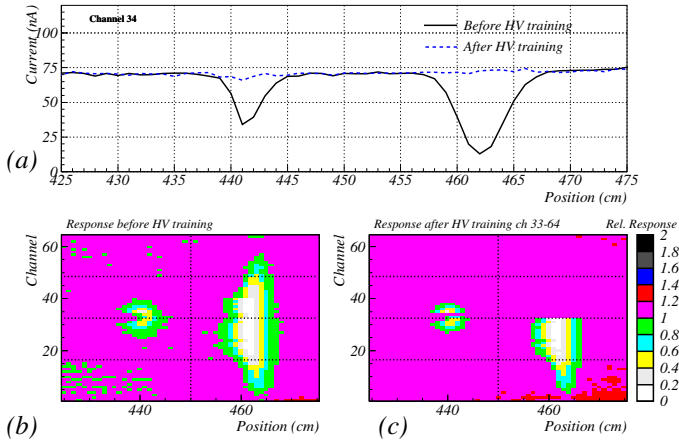 Channel 34
Before HV training
After HV training
Current (nA)
100
75
50
25
0
425 430 435 440 445 450 455 460 465 470 475
Position (cm)
(a)
Response before HV training
Response after HV training ch 33-64
Rel. Response
Channel
60
40
20
440 460
Position (cm)
(b)
Channel
60
40
20
440 460
Position (cm)
(c)
2
1.8
1.6
1.4
1.2
1
0.8
0.6
0.4
0.2
0